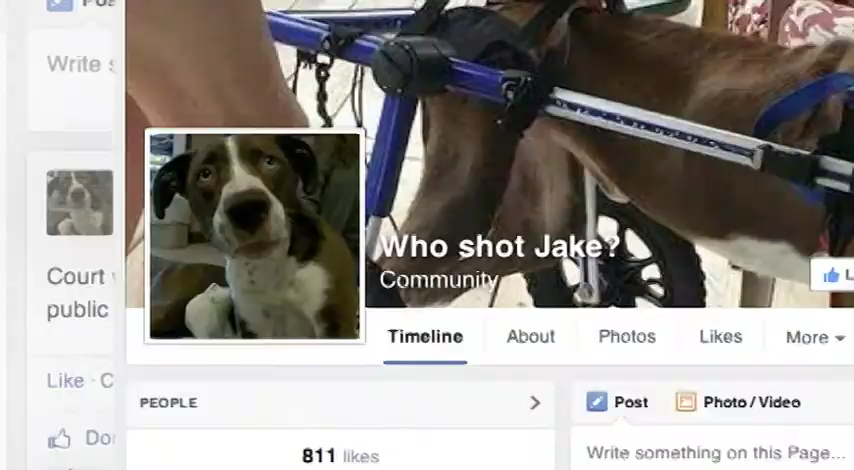 Write s
Court
public
Like · C
Who shot Jake?
Community
Timeline
About
Photos
Likes
More
PEOPLE
811 likes
Post
Photo / Video
Write something on this Page...